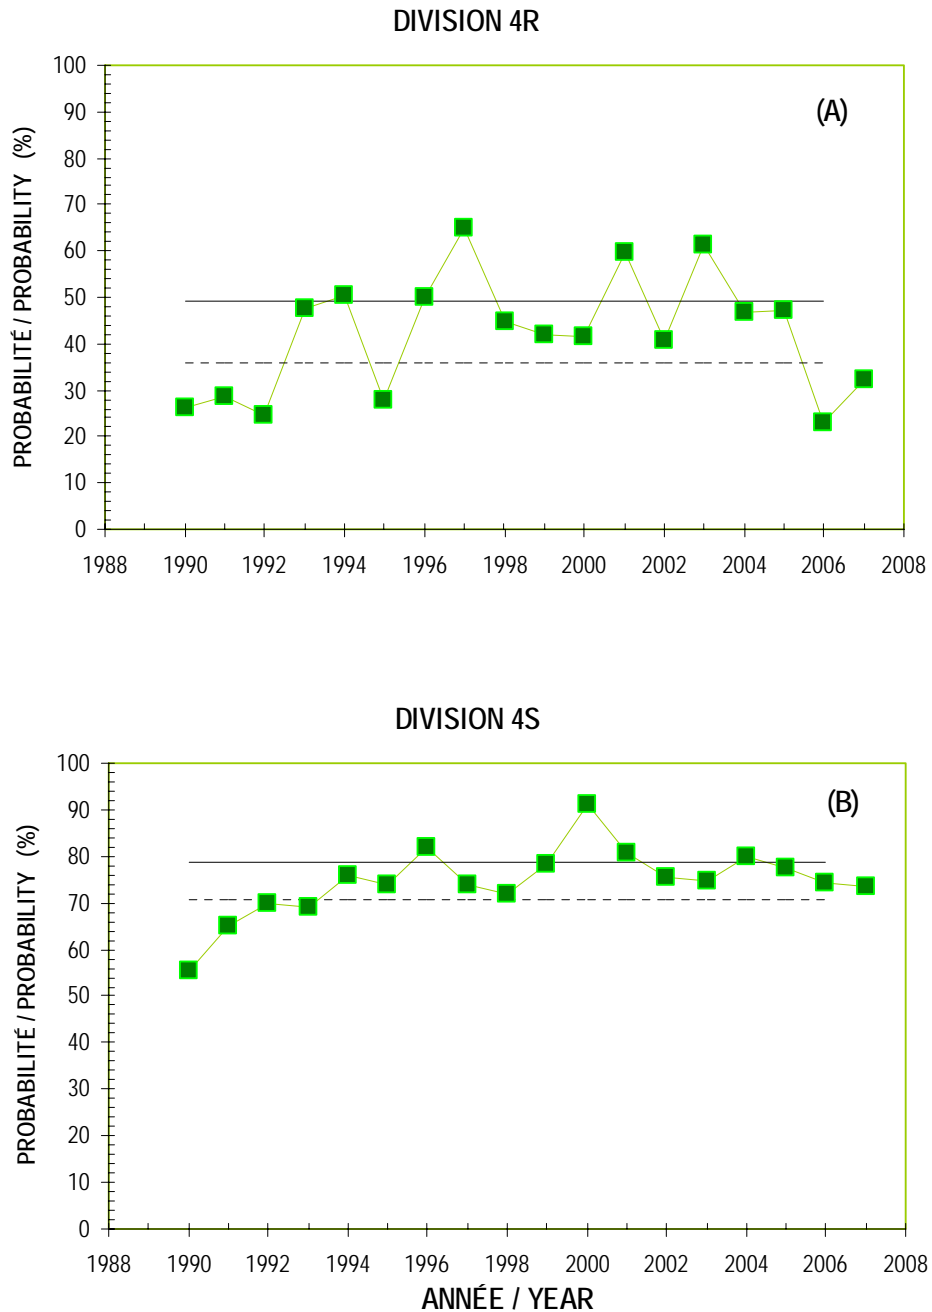 DIVISION 4R
100
90
80
70
60
50
40
30
20
10
0
PROBABILITÉ / PROBABILITY (%)
(A)
1988 1990 1992 1994 1996 1998 2000 2002 2004 2006 2008
DIVISION 4S
100
90
80
70
60
50
40
30
20
10
0
PROBABILITÉ / PROBABILITY (%)
(B)
1988 1990 1992 1994 1996 1998 2000 2002 2004 2006 2008
ANNÉE / YEAR